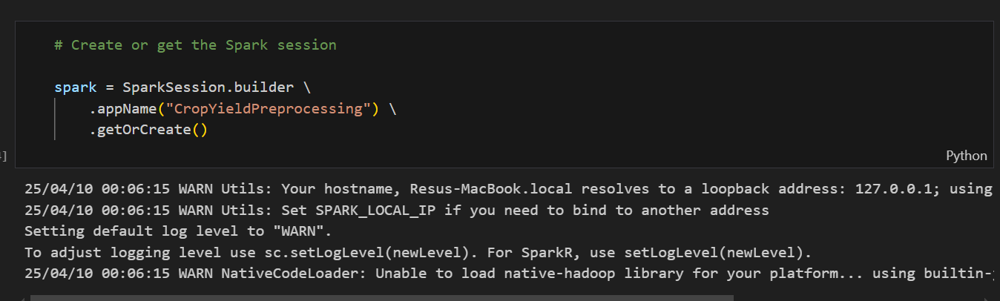 # Create or get the Spark session
spark = SparkSession.builder \
.appName("CropYieldPreprocessing") \
.getOrCreate()
]
Python
25/04/10 00:06:15 WARN Utils: Your hostname, Resus-MacBook.local resolves to a loopback address: 127.0.0.1; using
25/04/10 00:06:15 WARN Utils: Set SPARK_LOCAL_IP if you need to bind to another address
Setting default log level to "WARN".
To adjust logging level use sc.setLogLevel(newLevel). For SparkR, use setLogLevel(newLevel).
25/04/10 00:06:15 WARN NativeCodeLoader: Unable to load native-hadoop library for your platform... using builtin-